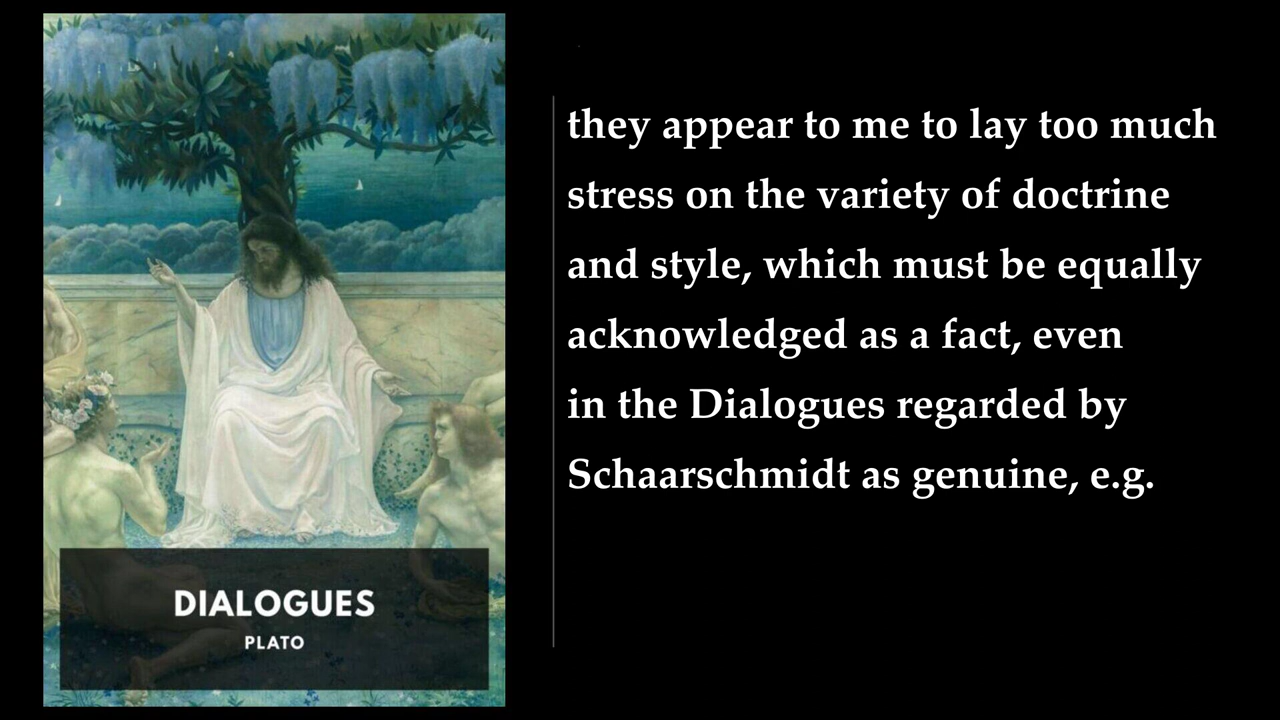 they appear to me to lay too much
stress on the variety of doctrine
and style, which must be equally
acknowledged as a fact, even
in the Dialogues regarded by
Schaarschmidt as genuine, e.g.
DIALOGUES
PLATO